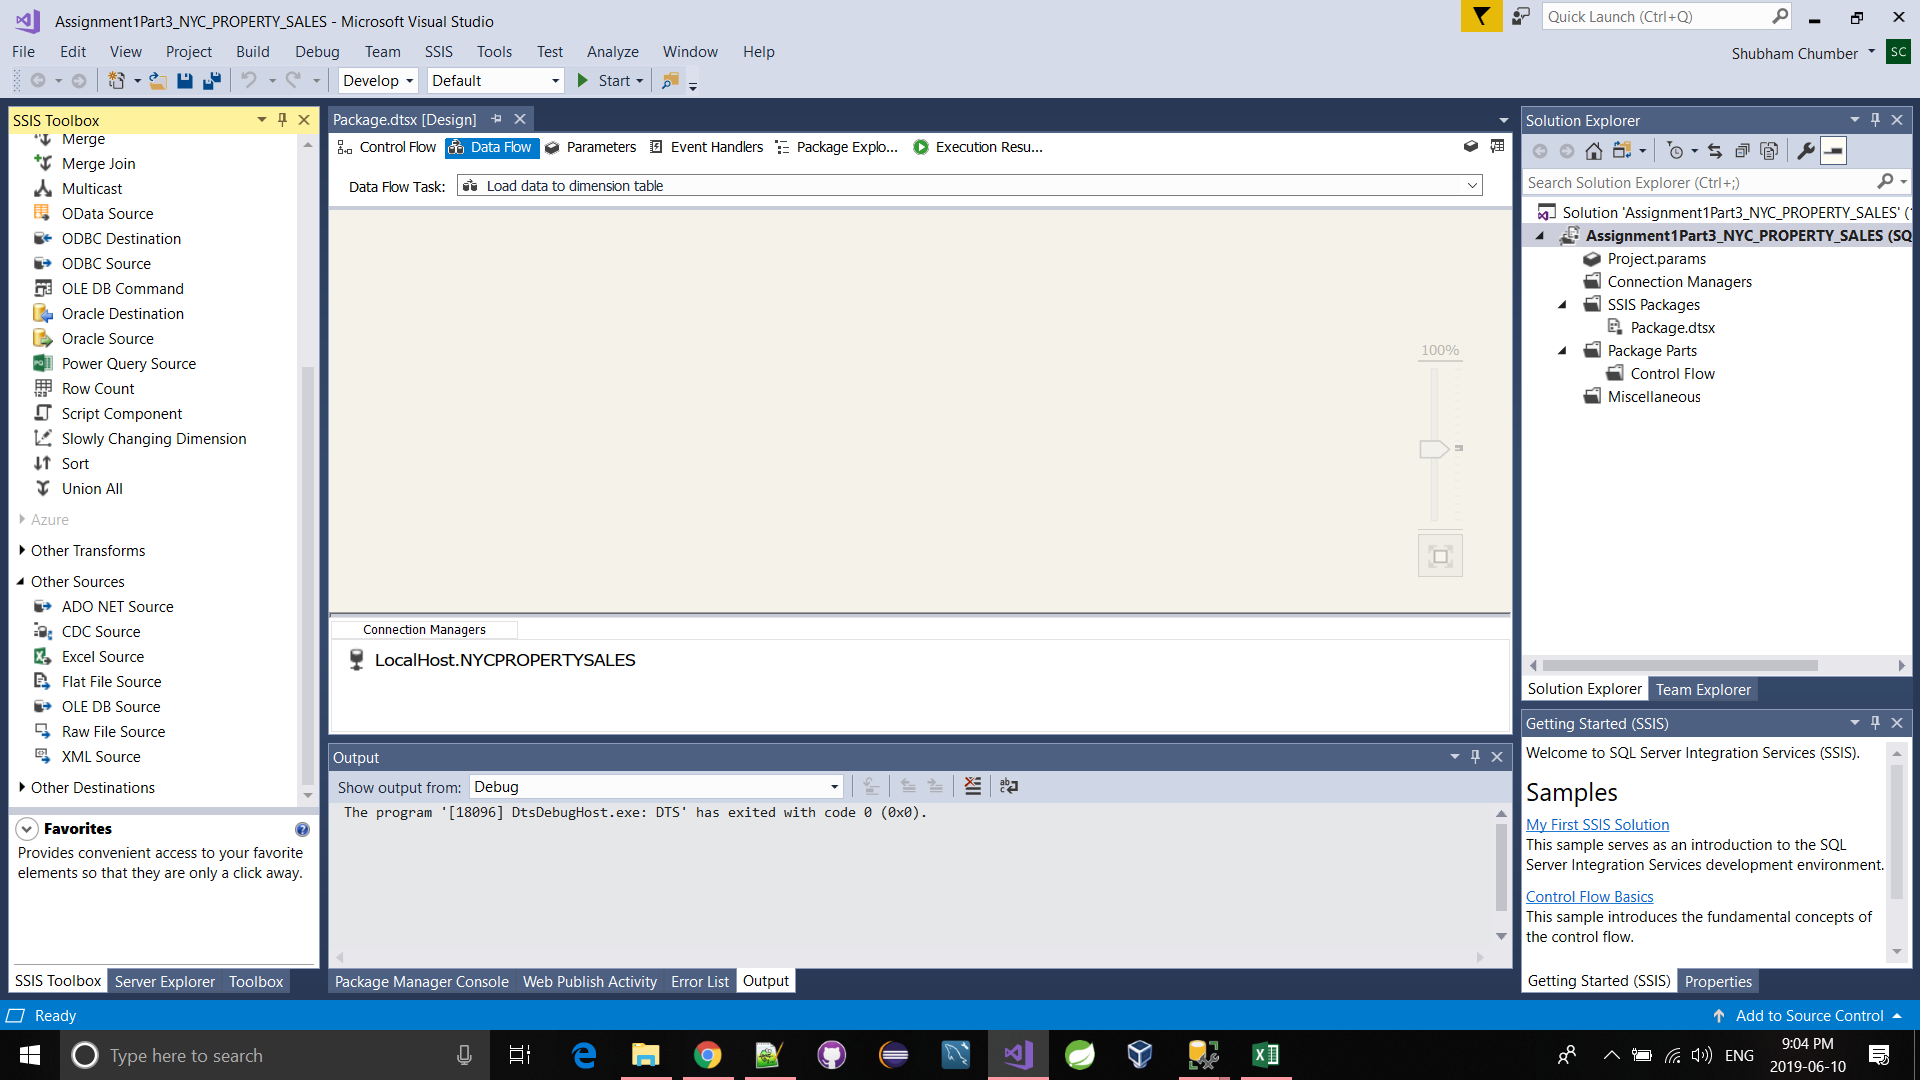 Assignment1Part3_NYC_PROPERTY_SALES - Microsoft Visual Studio
Quick Launch (Ctrl+Q)
File Edit View Project Build Debug Team SSIS Tools Test Analyze Window Help
Shubham Chumber SC
Develop Default Start
SSIS Toolbox
Merge
Merge Join
Multicast
OData Source
ODBC Destination
ODBC Source
OLE DB Command
Oracle Destination
Oracle Source
Power Query Source
Row Count
Script Component
Slowly Changing Dimension
Sort
Union All
Azure
Other Transforms
Other Sources
ADO NET Source
CDC Source
Excel Source
Flat File Source
OLE DB Source
Raw File Source
XML Source
Other Destinations
Favorites
Provides convenient access to your favorite
elements so that they are only a click away.
SSIS Toolbox Server Explorer Toolbox
Package.dtsx [Design]
Control Flow Data Flow Parameters Event Handlers Package Explo... Execution Resu...
Data Flow Task: Load data to dimension table
100%
Connection Managers
LocalHost.NYCPROPERTYSALES
Output
Show output from: Debug
The program '[18096] DtsDebugHost.exe: DTS' has exited with code 0 (0x0).
Package Manager Console Web Publish Activity Error List Output
Solution Explorer
Search Solution Explorer (Ctrl+;)
Solution 'Assignment1Part3_NYC_PROPERTY_SALES' (
Assignment1Part3_NYC_PROPERTY_SALES (SQ
Project.params
Connection Managers
SSIS Packages
Package.dtsx
Package Parts
Control Flow
Miscellaneous
Solution Explorer Team Explorer
Getting Started (SSIS)
Welcome to SQL Server Integration Services (SSIS).
Samples
My First SSIS Solution
This sample serves as an introduction to the SQL
Server Integration Services development environment.
Control Flow Basics
This sample introduces the fundamental concepts of
the control flow.
Getting Started (SSIS) Properties
Ready
Add to Source Control
Type here to search
ENG
9:04 PM
2019-06-10